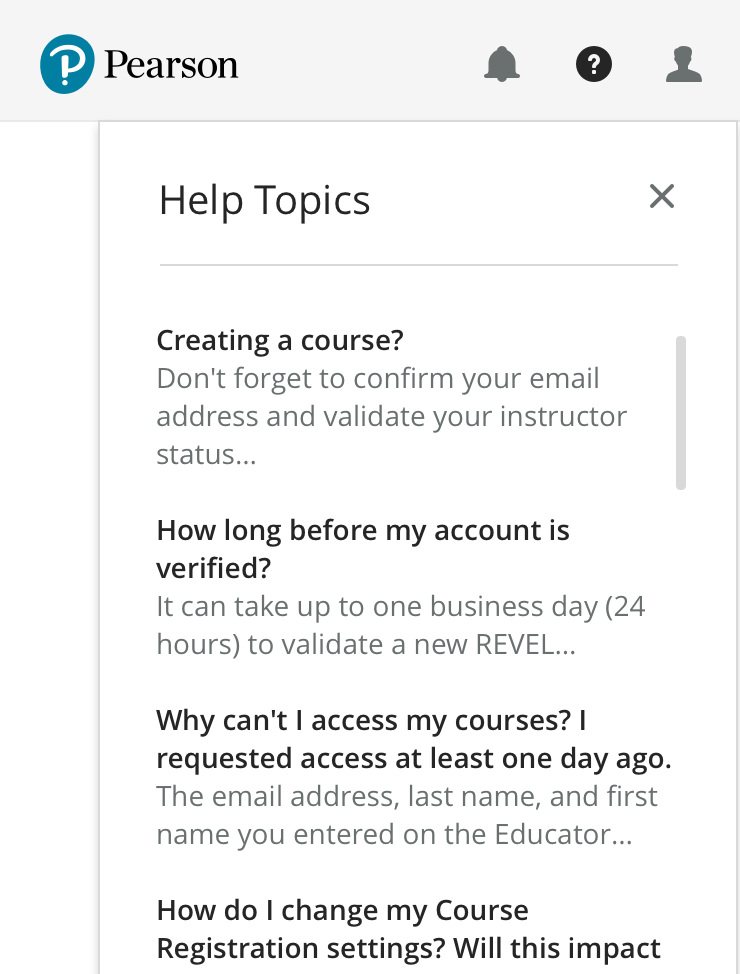 Pearson
Help Topics
Creating a course?
Don't forget to confirm your email
address and validate your instructor
status...
How long before my account is
verified?
It can take up to one business day (24
hours) to validate a new REVEL...
Why can't I access my courses? I
requested access at least one day ago.
The email address, last name, and first
name you entered on the Educator...
How do I change my Course
Registration settings? Will this impact